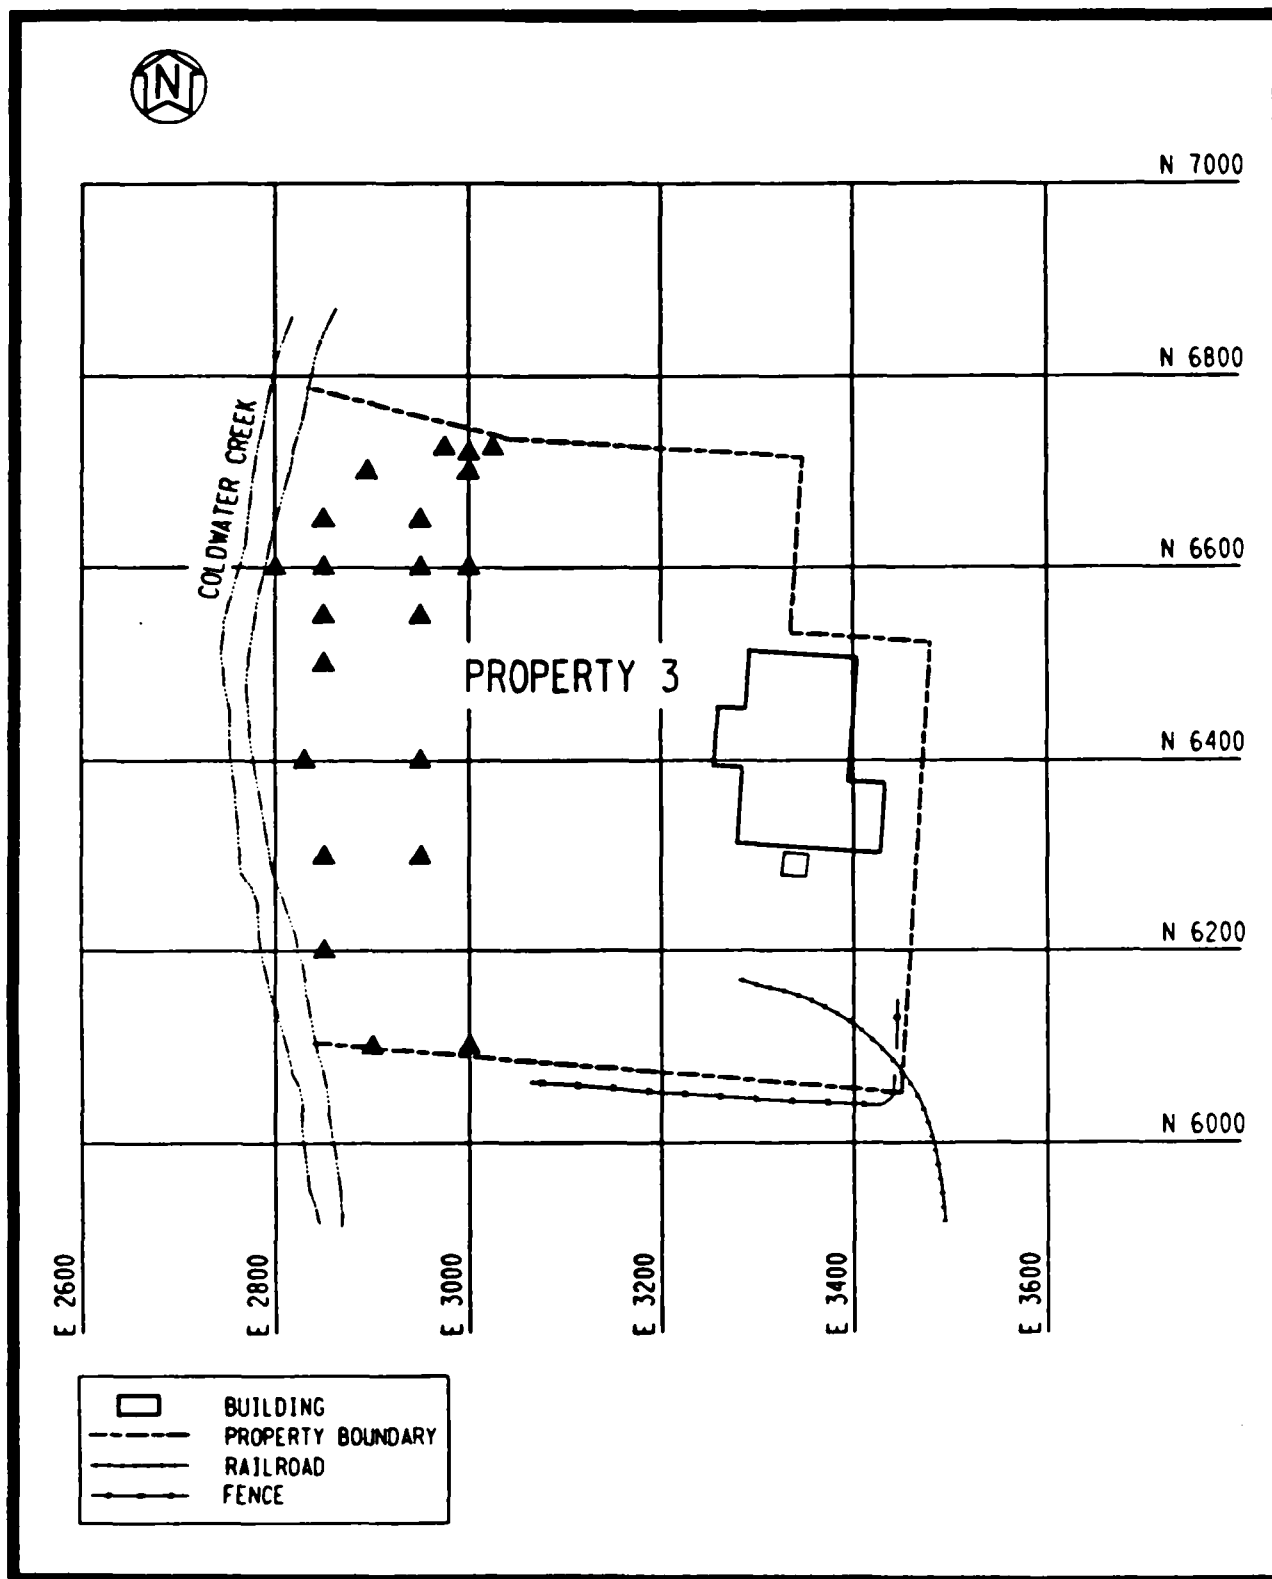 N
N 7000
N 6800
COLDWATER CREEK
N 6600
PROPERTY 3
N 6400
N 6200
N 6000
E 2600
E 2800
E 3000
E 3200
E 3400
E 3600
BUILDING
PROPERTY BOUNDARY
RAILROAD
FENCE